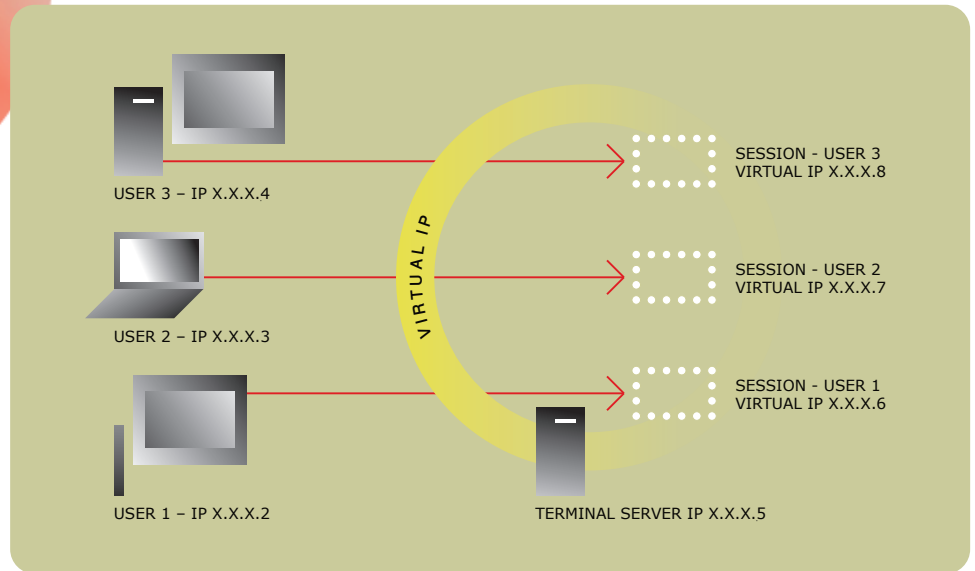 SESSION - USER 3
VIRTUAL IP X.X.X.8
USER 3 – IP X.X.X.4
VIRTUAL IP
SESSION - USER 2
VIRTUAL IP X.X.X.7
USER 2 – IP X.X.X.3
SESSION - USER 1
VIRTUAL IP X.X.X.6
USER 1 – IP X.X.X.2
TERMINAL SERVER IP X.X.X.5